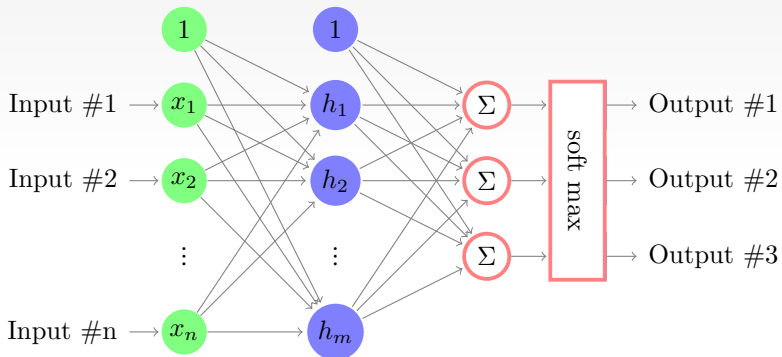 1 1
Input #1 x₁ h₁ Σ Output #1
Input #2 x₂ h₂ Σ soft max Output #2
⋮ ⋮ Σ Output #3
Input #n xₙ hₘ